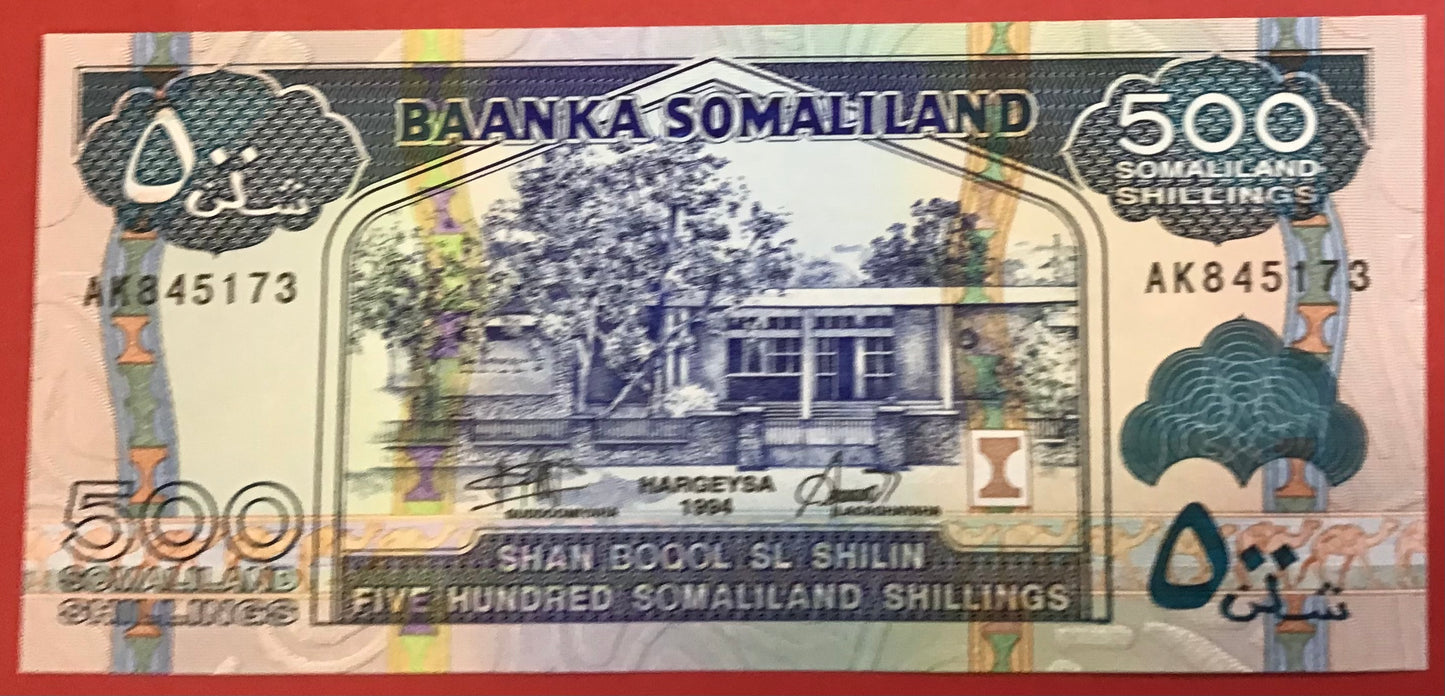 BAANKA SOMALILAND
٥٠٠
شلن
500
SOMALILAND
SHILLINGS
AK845173
AK845173
HARGEYSA
1994
500
SOMALILAND
SHILLINGS
SHAN BOQOL SL SHILIN
FIVE HUNDRED SOMALILAND SHILLINGS
٥٠٠
شلن